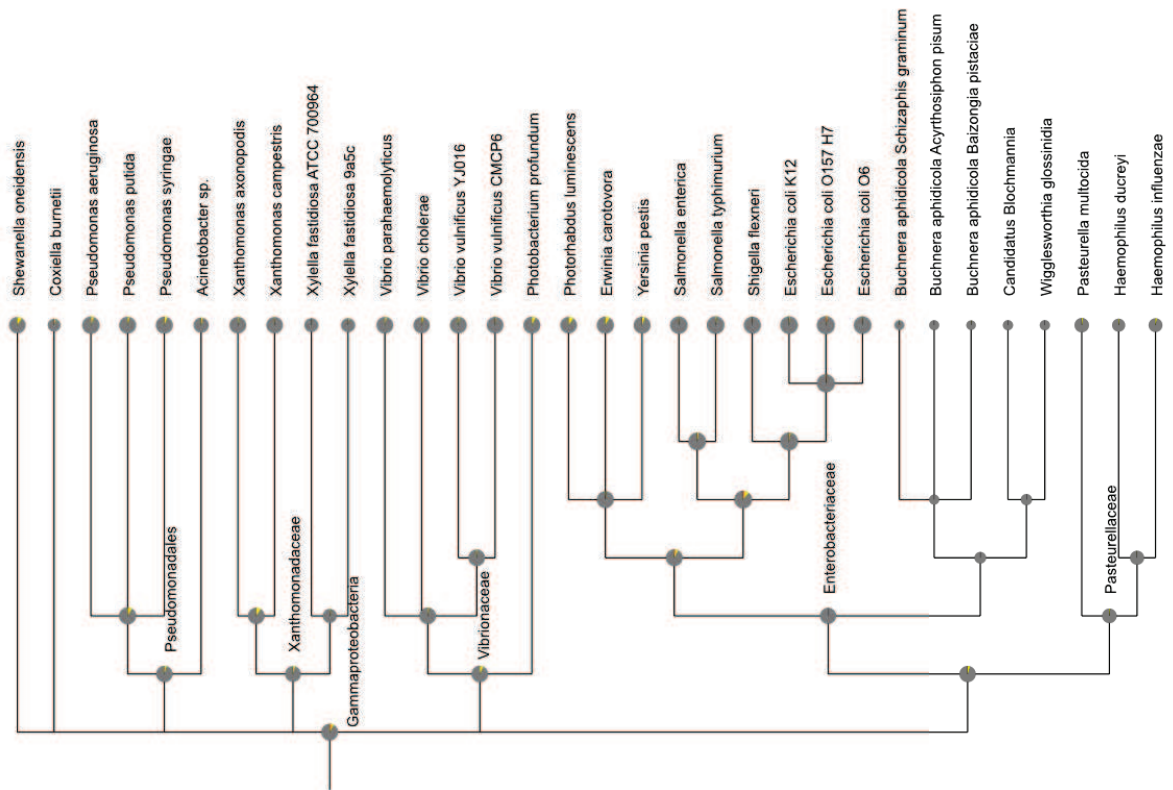 Shewanella oneidensis
Coxiella burnetii
Pseudomonas aeruginosa
Pseudomonas putida
Pseudomonas syringae
Acinetobacter sp.
Xanthomonas axonopodis
Xanthomonas campestris
Xylella fastidiosa ATCC 700964
Xylella fastidiosa 9a5c
Vibrio parahaemolyticus
Vibrio cholerae
Vibrio vulnificus YJ016
Vibrio vulnificus CMCP6
Photobacterium profundum
Photorhabdus luminescens
Erwinia carotovora
Yersinia pestis
Salmonella enterica
Salmonella typhimurium
Shigella flexneri
Escherichia coli K12
Escherichia coli O157 H7
Escherichia coli O6
Buchnera aphidicola Schizaphis graminum
Buchnera aphidicola Acyrthosiphon pisum
Buchnera aphidicola Baizongia pistaciae
Candidatus Blochmannia
Wigglesworthia glossinidia
Pasteurella multocida
Haemophilus ducreyi
Haemophilus influenzae
Pseudomonadales
Xanthomonadaceae
Gammaproteobacteria
Vibrionaceae
Enterobacteriaceae
Pasteurellaceae